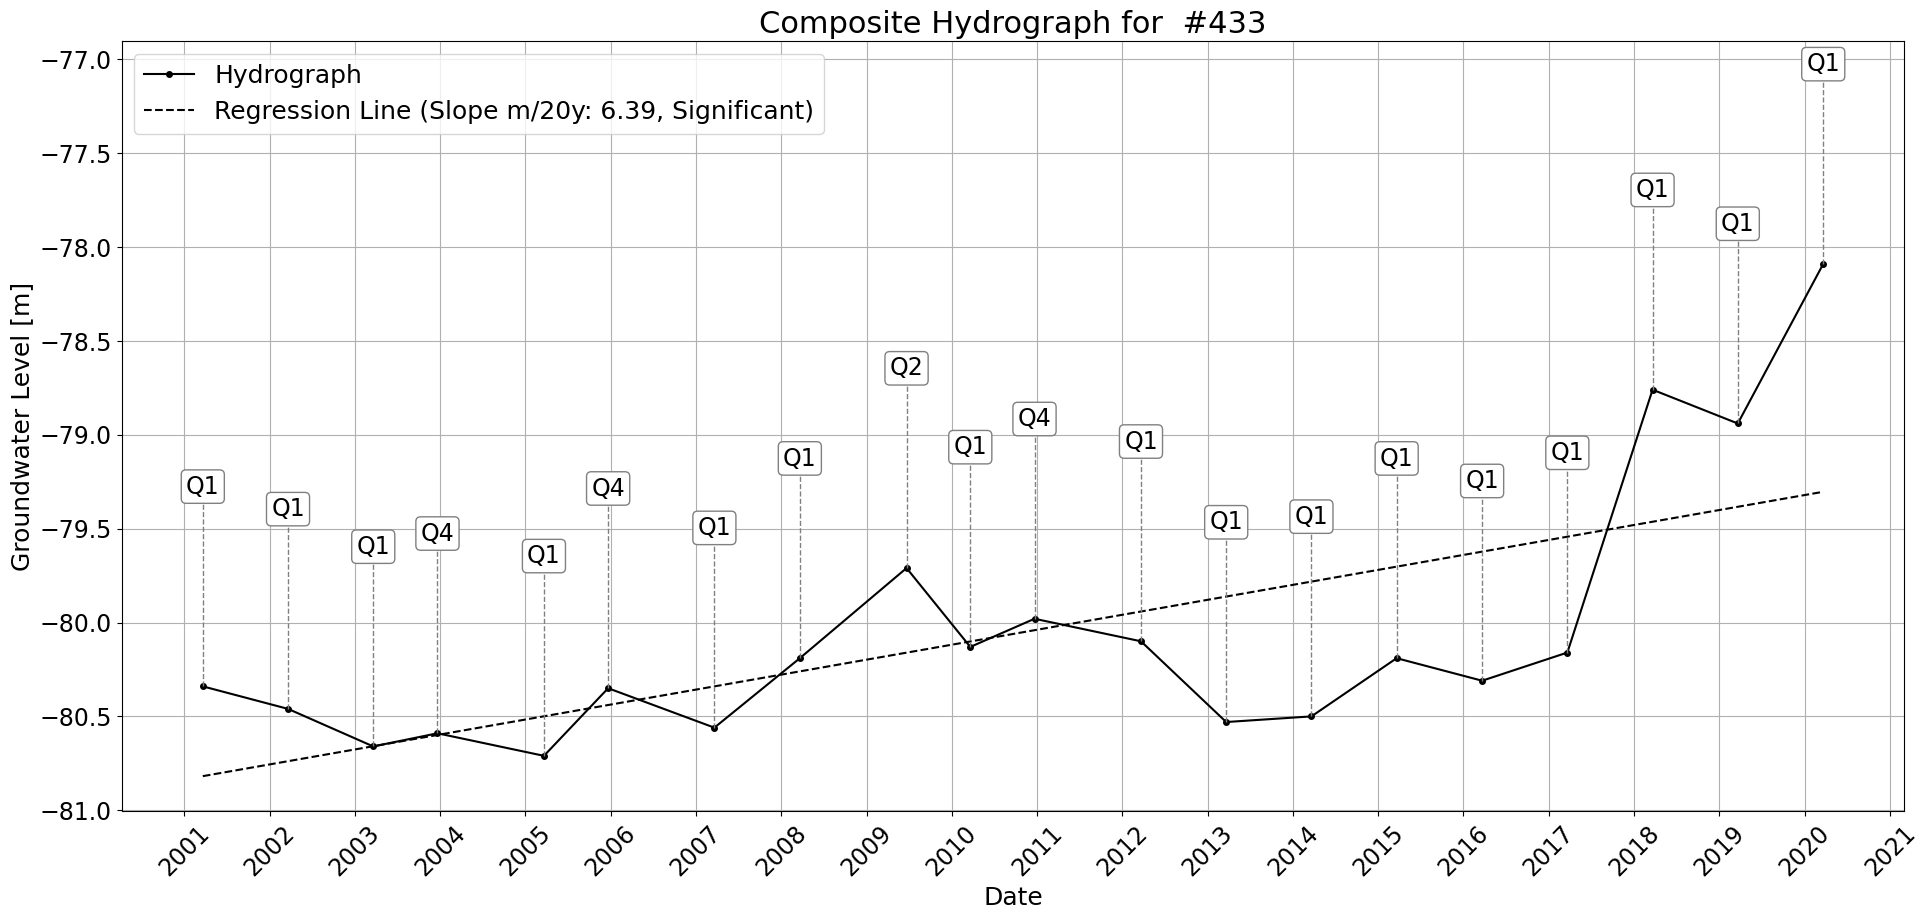 Composite Hydrograph for  #433
Hydrograph
Regression Line (Slope m/20y: 6.39, Significant)
Groundwater Level [m]
−77.0
−77.5
−78.0
−78.5
−79.0
−79.5
−80.0
−80.5
−81.0
Q1
Q1
Q1
Q4
Q1
Q4
Q1
Q1
Q2
Q1
Q4
Q1
Q1
Q1
Q1
Q1
Q1
Q1
Q1
Q1
2001
2002
2003
2004
2005
2006
2007
2008
2009
2010
2011
2012
2013
2014
2015
2016
2017
2018
2019
2020
2021
Date